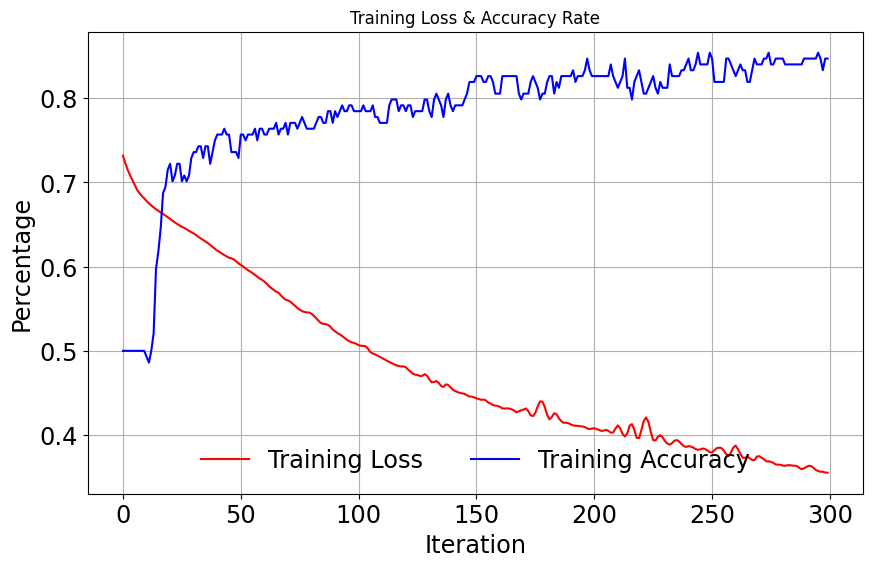 Training Loss & Accuracy Rate
Percentage
0.8
0.7
0.6
0.5
0.4
Training Loss
Training Accuracy
0 50 100 150 200 250 300
Iteration